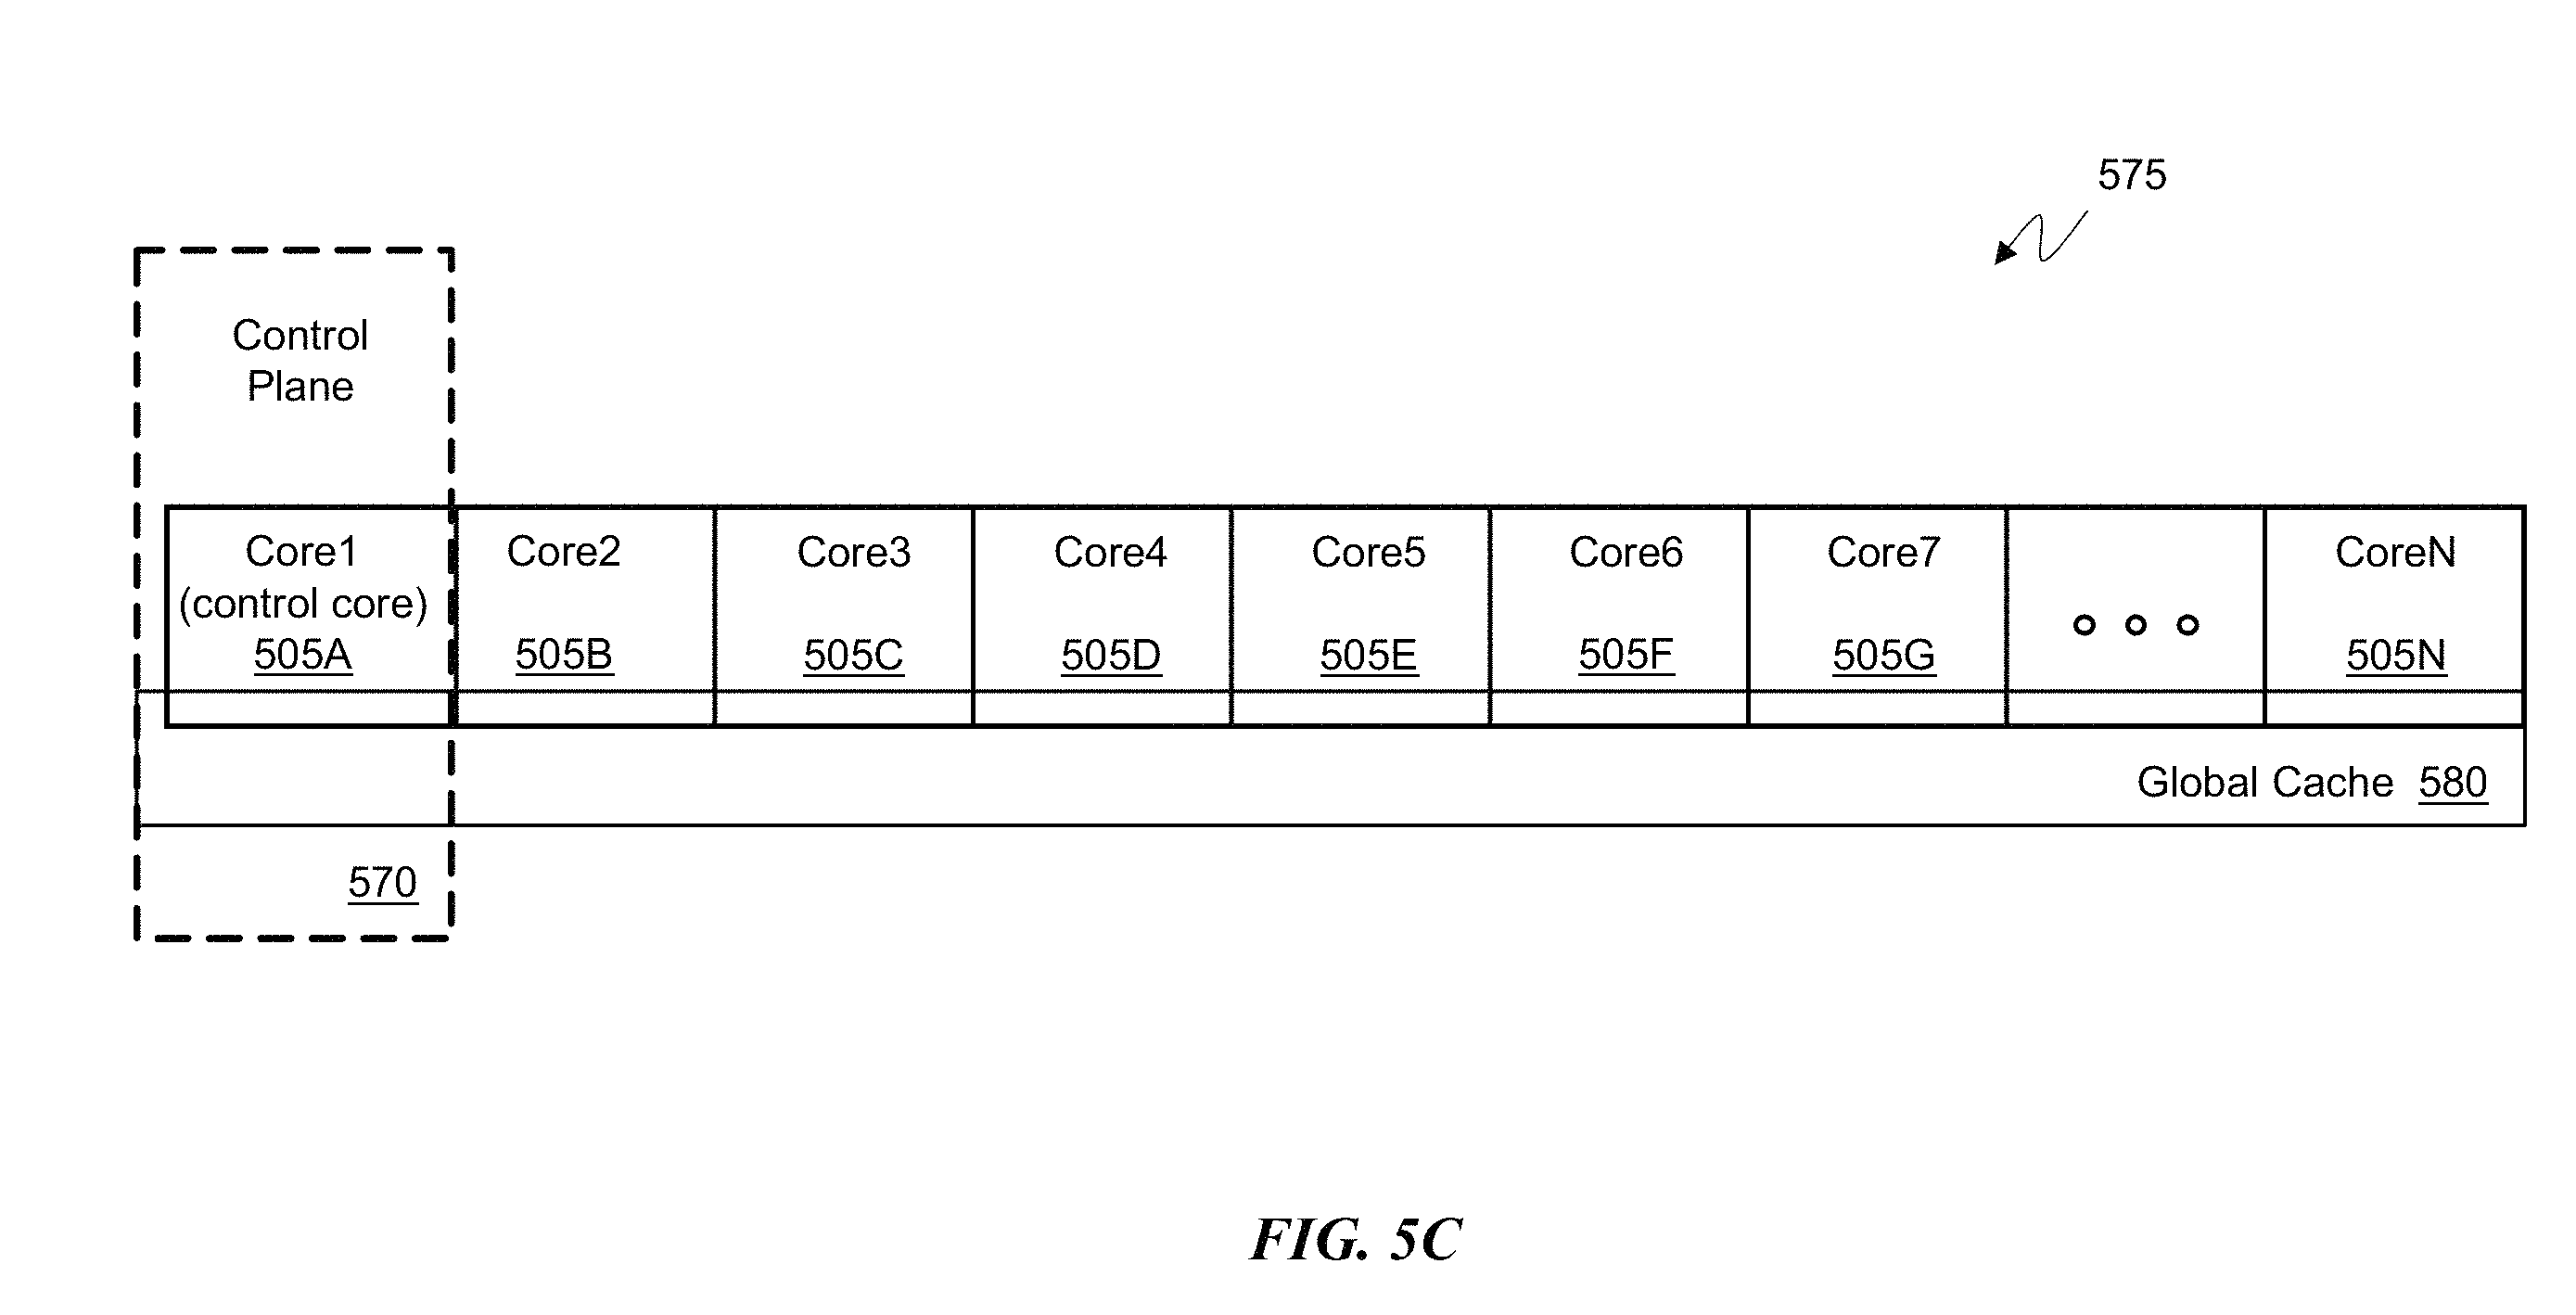 575
Control
Plane
Core1
(control core)
505A
Core2
505B
Core3
505C
Core4
505D
Core5
505E
Core6
505F
Core7
505G
CoreN
505N
Global Cache 580
570
FIG. 5C